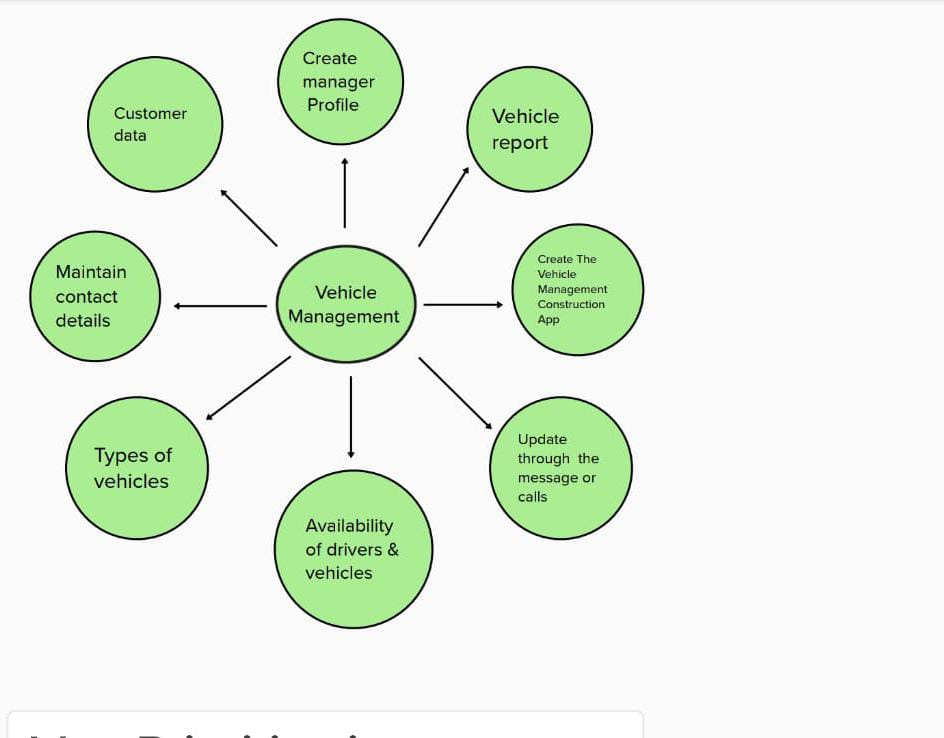 Create
manager
Profile
Customer
data
Vehicle
report
Maintain
contact
details
Vehicle
Management
Create The
Vehicle
Management
Construction
App
Types of
vehicles
Availability
of drivers &
vehicles
Update
through the
message or
calls